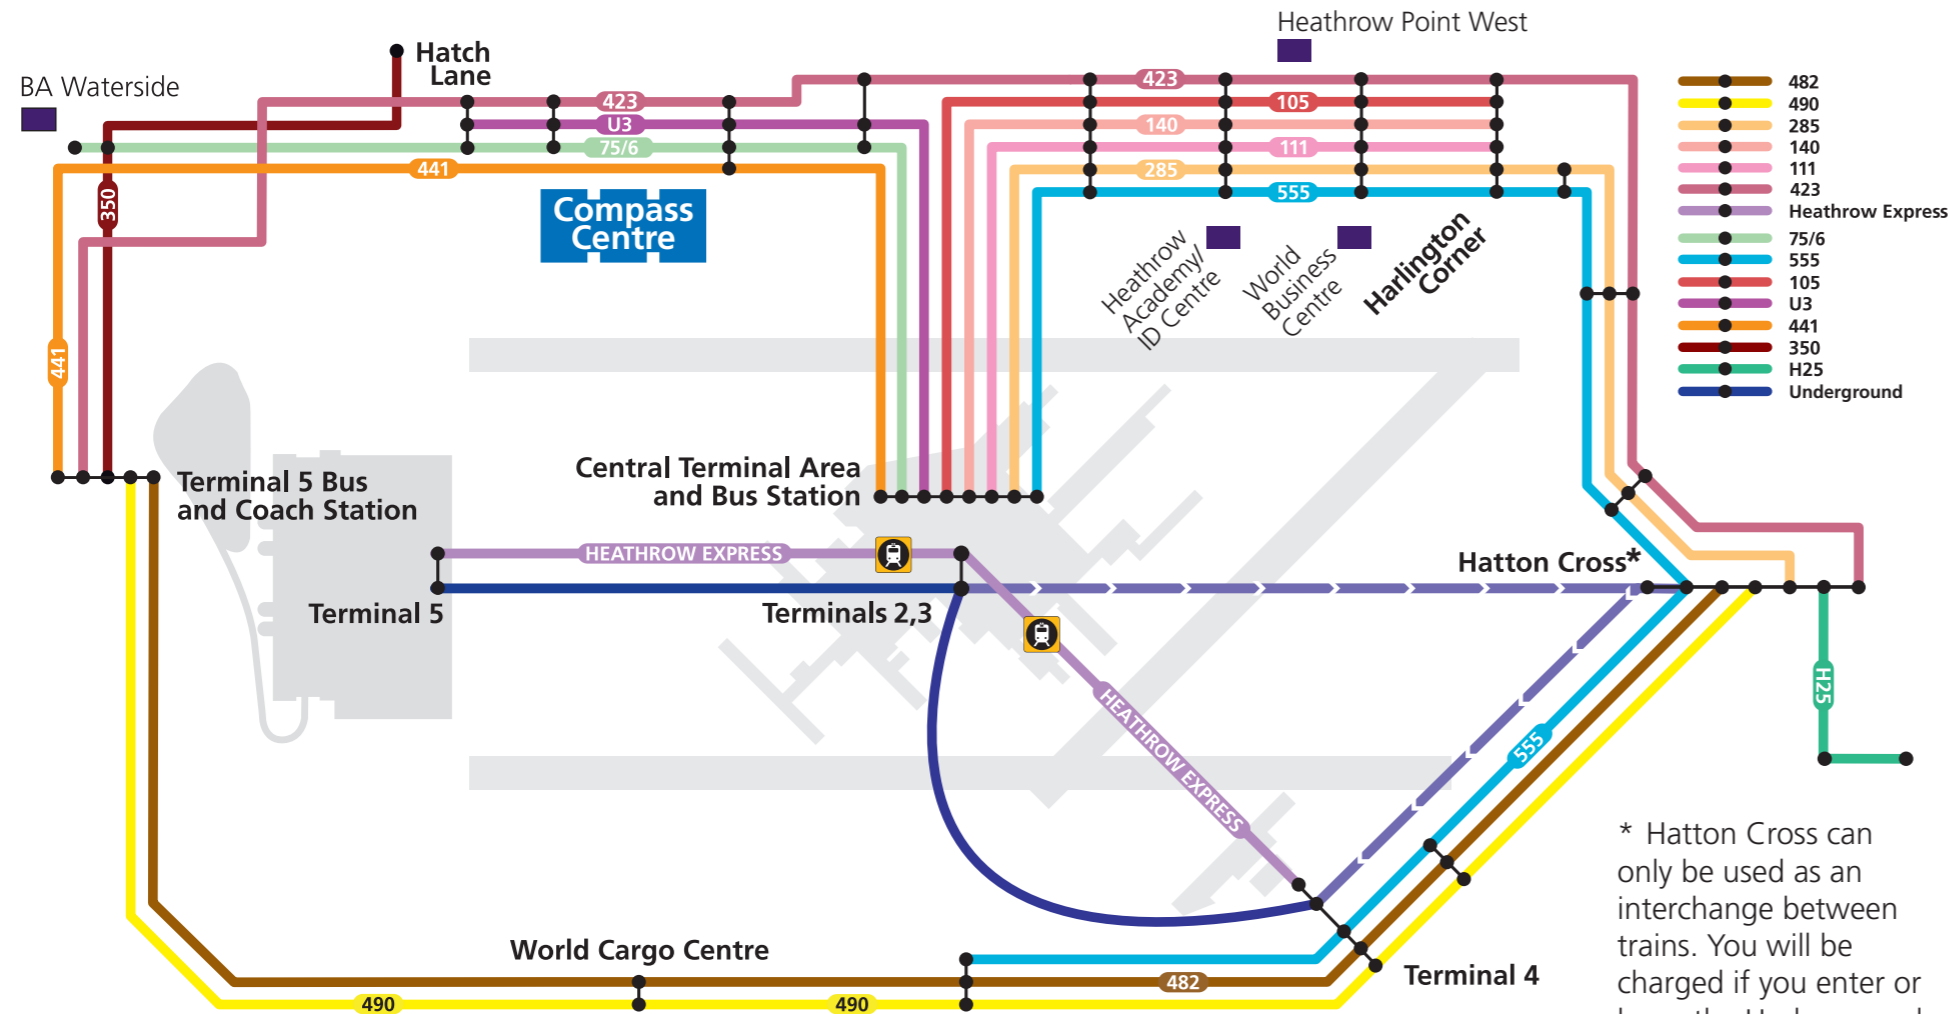 Heathrow Point West
BA Waterside
Hatch
Lane
423
423
U3
75/6
441
105
140
111
285
555
350
441
Compass
Centre
Heathrow
Academy/
ID Centre
World
Business
Centre
Harlington
Corner
482
490
285
140
111
423
Heathrow Express
75/6
555
105
U3
441
350
H25
Underground
Terminal 5 Bus
and Coach Station
Central Terminal Area
and Bus Station
HEATHROW EXPRESS
Terminal 5
Terminals 2,3
Hatton Cross*
HEATHROW EXPRESS
555
H25
World Cargo Centre
482
490
490
Terminal 4
* Hatton Cross can
only be used as an
interchange between
trains. You will be
charged if you enter or